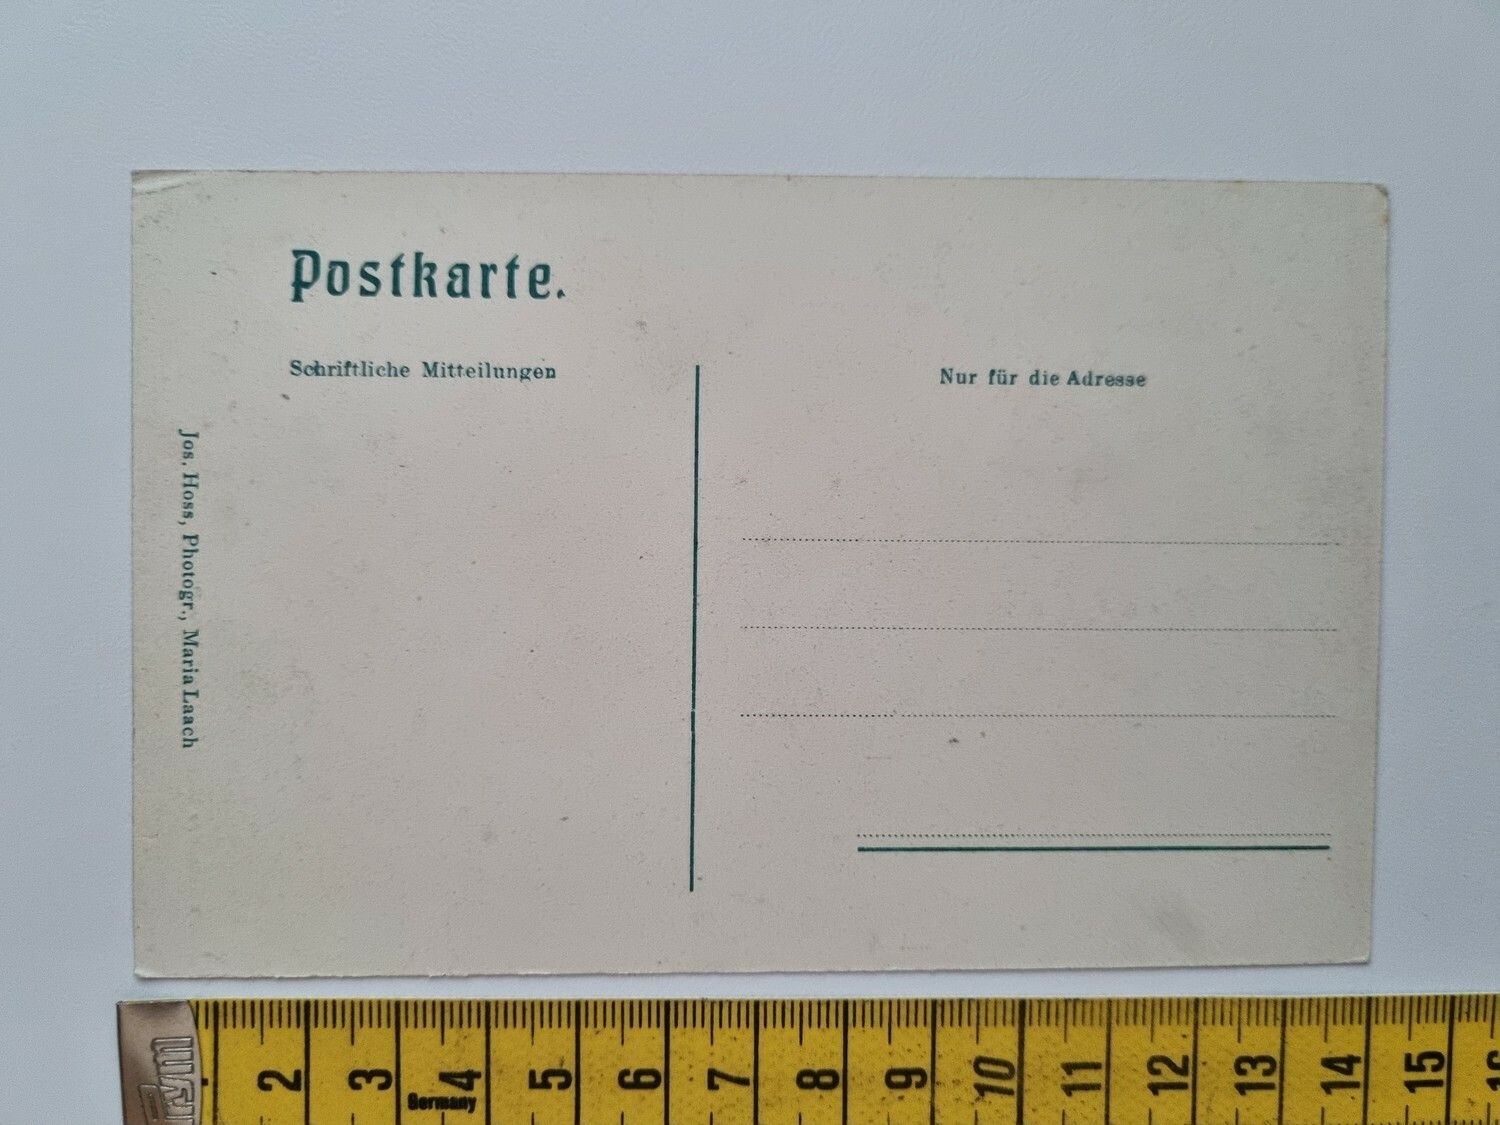 Postkarte.
Schriftliche Mitteilungen
Nur für die Adresse
Jos. Hoss, Photogr., Maria Laach
2 3 4 5 6 7 8 9 10 11 12 13 14 15
Germany